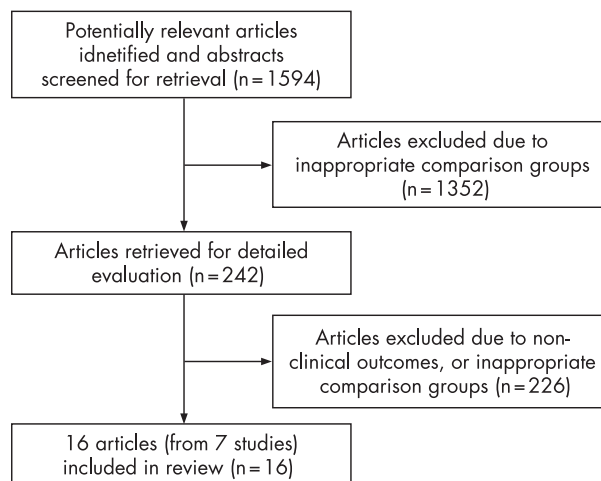 Potentially relevant articles
idnetified and abstracts
screened for retrieval (n = 1594)
Articles excluded due to
inappropriate comparison groups
(n = 1352)
Articles retrieved for detailed
evaluation (n = 242)
Articles excluded due to non-
clinical outcomes, or inappropriate
comparison groups (n = 226)
16 articles (from 7 studies)
included in review (n = 16)